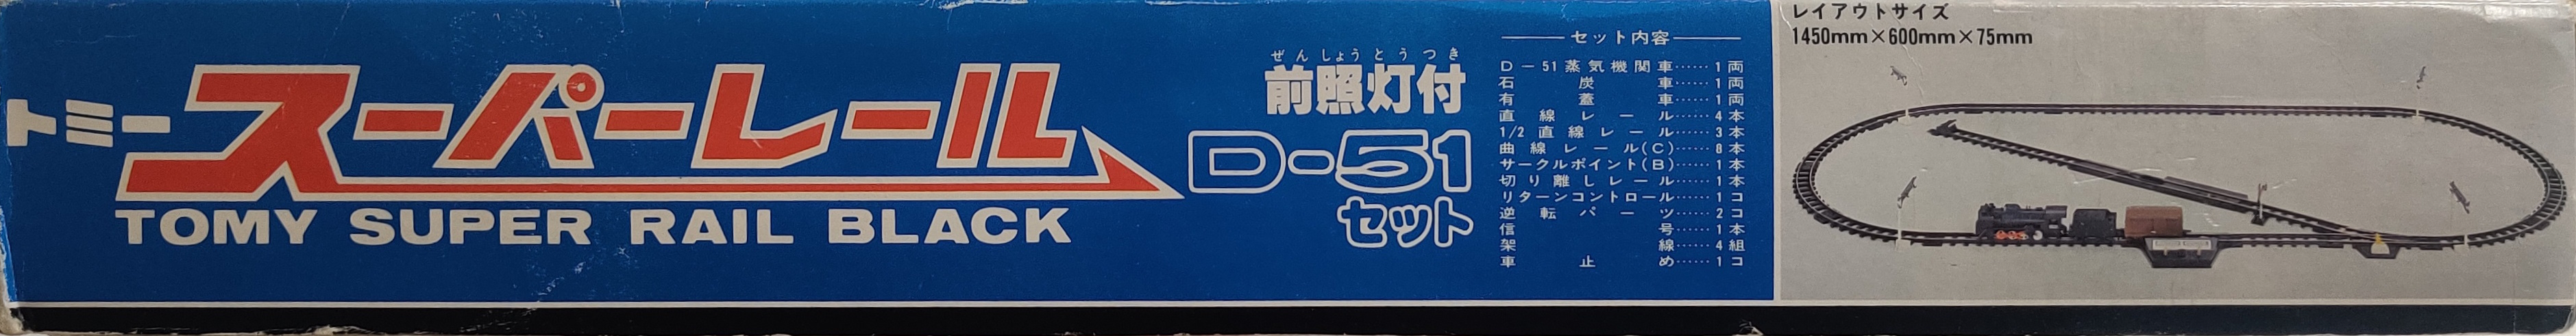 トミー スーパーレール
TOMY SUPER RAIL BLACK
ぜんしょうとうつき
前照灯付
D-51
セット
セット内容
D-51蒸気機関車……1両
石炭車……1両
有蓋車……1両
直線レール……4本
1/2直線レール……3本
曲線レール(C)……8本
サークルポイント(B)……1本
切り離しレール……1本
リターンコントロール……1コ
逆転パーツ……2コ
信号……1本
架線……4組
車止め……1コ
レイアウトサイズ
1450mm×600mm×75mm